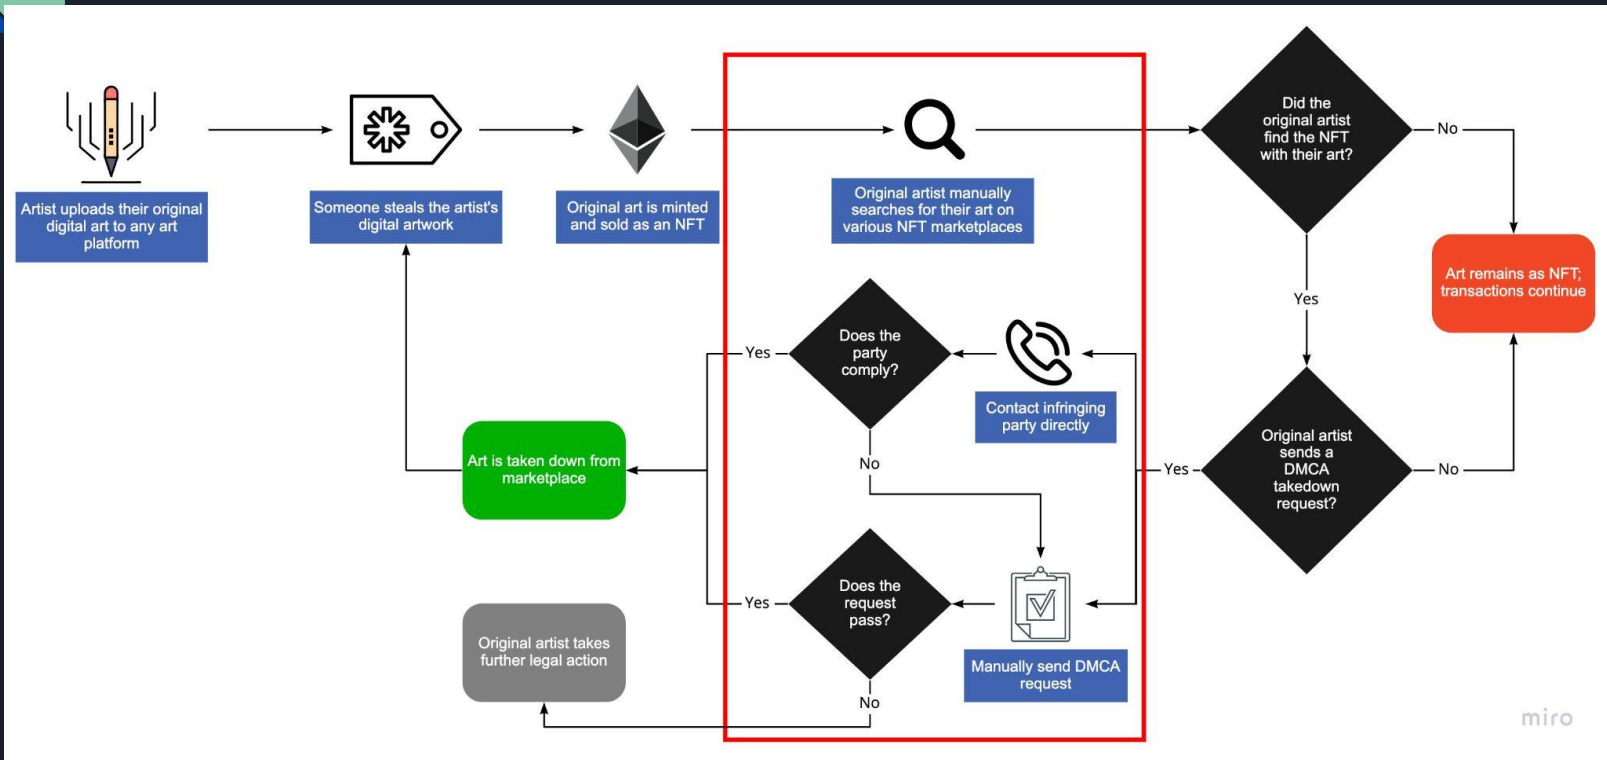 Artist uploads their original
digital art to any art
platform
Someone steals the artist's
digital artwork
Original art is minted
and sold as an NFT
Original artist manually
searches for their art on
various NFT marketplaces
Did the
original artist
find the NFT
with their art?
No
Yes
Art remains as NFT;
transactions continue
Original artist
sends a
DMCA
takedown
request?
No
Yes
Contact infringing
party directly
Does the
party
comply?
Yes
No
Manually send DMCA
request
Does the
request
pass?
Yes
No
Art is taken down from
marketplace
Original artist takes
further legal action
miro